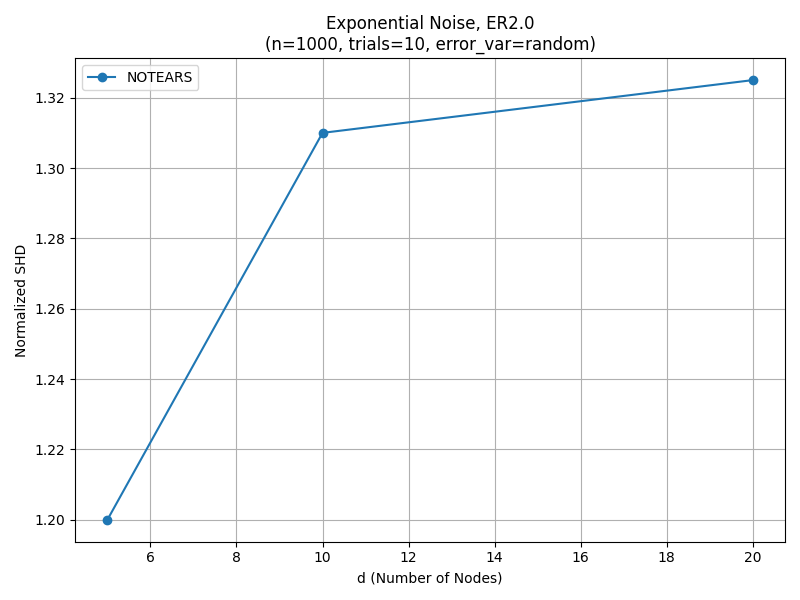 Exponential Noise, ER2.0
(n=1000, trials=10, error_var=random)
NOTEARS
1.32
1.30
1.28
1.26
1.24
1.22
1.20
Normalized SHD
6 8 10 12 14 16 18 20
d (Number of Nodes)